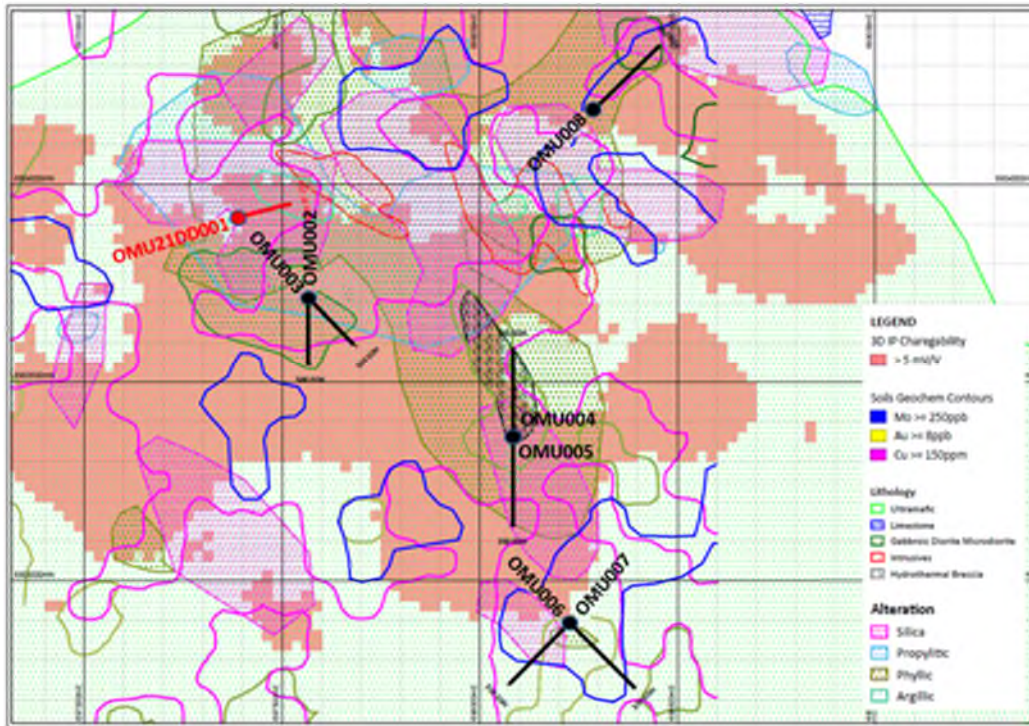 OMU008
OMU21DD001
OMU002
OMU003
OMU004
OMU005
OMU006
OMU007
LEGEND
3D IP Chargability
> 5 mV/V
Soils Geochem Contours
Mo >= 250ppb
Au >= 8ppb
Cu >= 150ppm
Lithology
Ultramafic
Limestone
Gabbroic Diorite Microdiorite
Intrusives
Hydrothermal Breccia
Alteration
Silica
Propylitic
Phyllic
Argillic